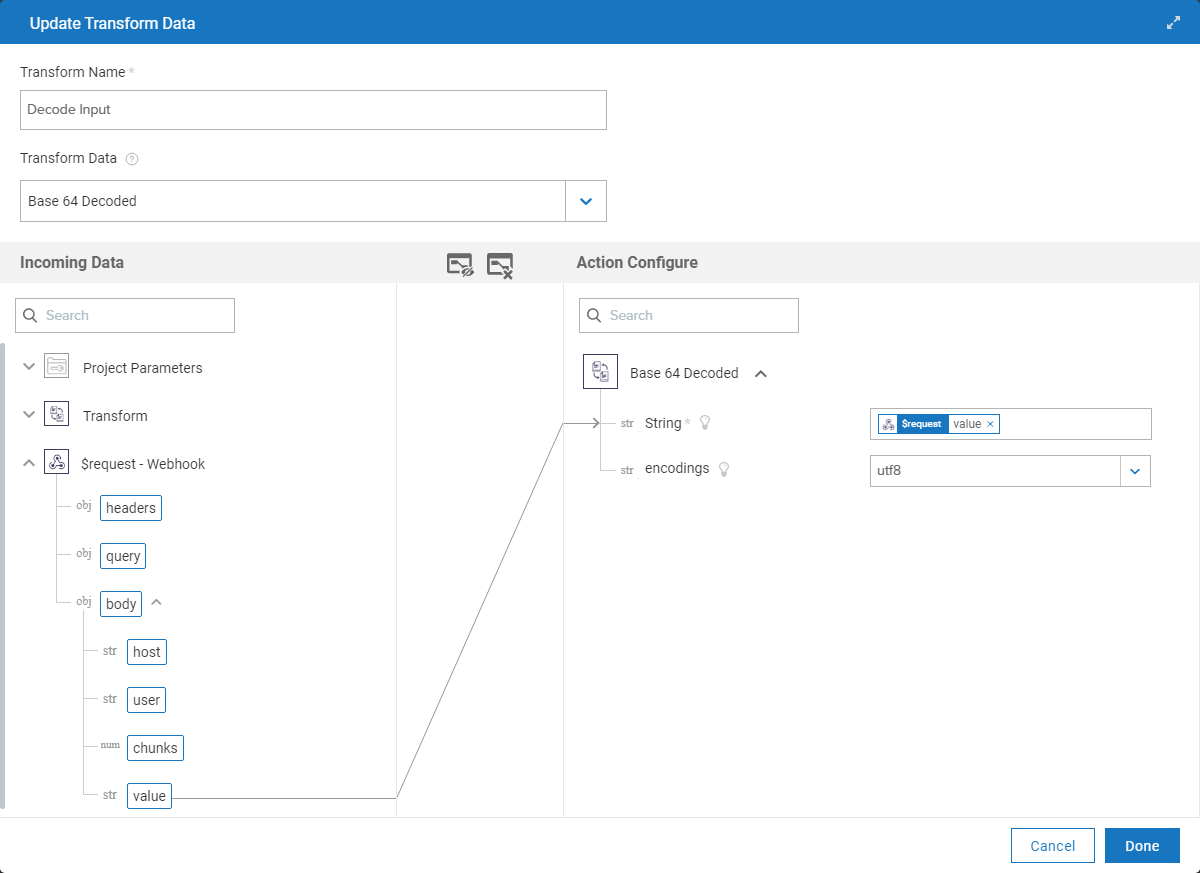 Update Transform Data
Transform Name *
Decode Input
Transform Data ?
Base 64 Decoded
Incoming Data
Action Configure
Search
Search
Project Parameters
Transform
$request - Webhook
obj headers
obj query
obj body
str host
str user
num chunks
str value
Base 64 Decoded
str String * $request value ×
str encodings utf8
Cancel Done